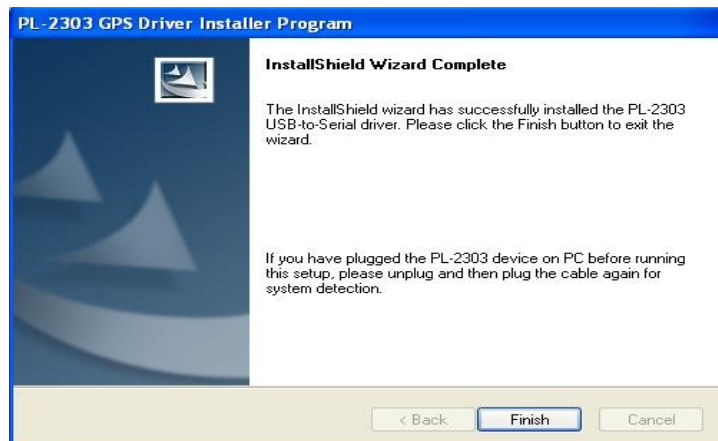 PL-2303 GPS Driver Installer Program
InstallShield Wizard Complete
The InstallShield wizard has successfully installed the PL-2303
USB-to-Serial driver. Please click the Finish button to exit the
wizard.
If you have plugged the PL-2303 device on PC before running
this setup, please unplug and then plug the cable again for
system detection.
< Back Finish Cancel